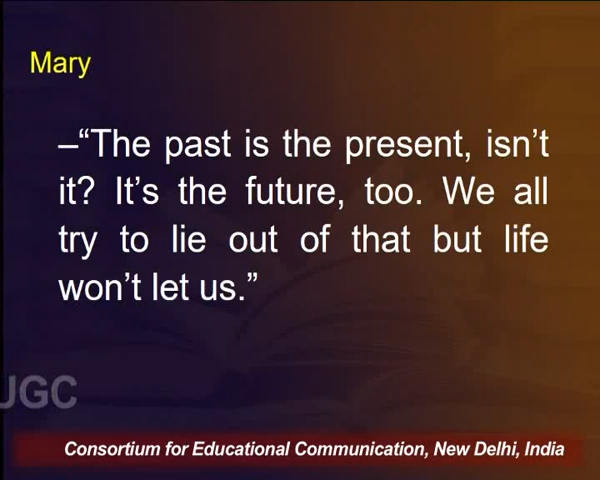 Mary
–“The past is the present, isn’t
it? It’s the future, too. We all
try to lie out of that but life
won’t let us.”
UGC
Consortium for Educational Communication, New Delhi, India